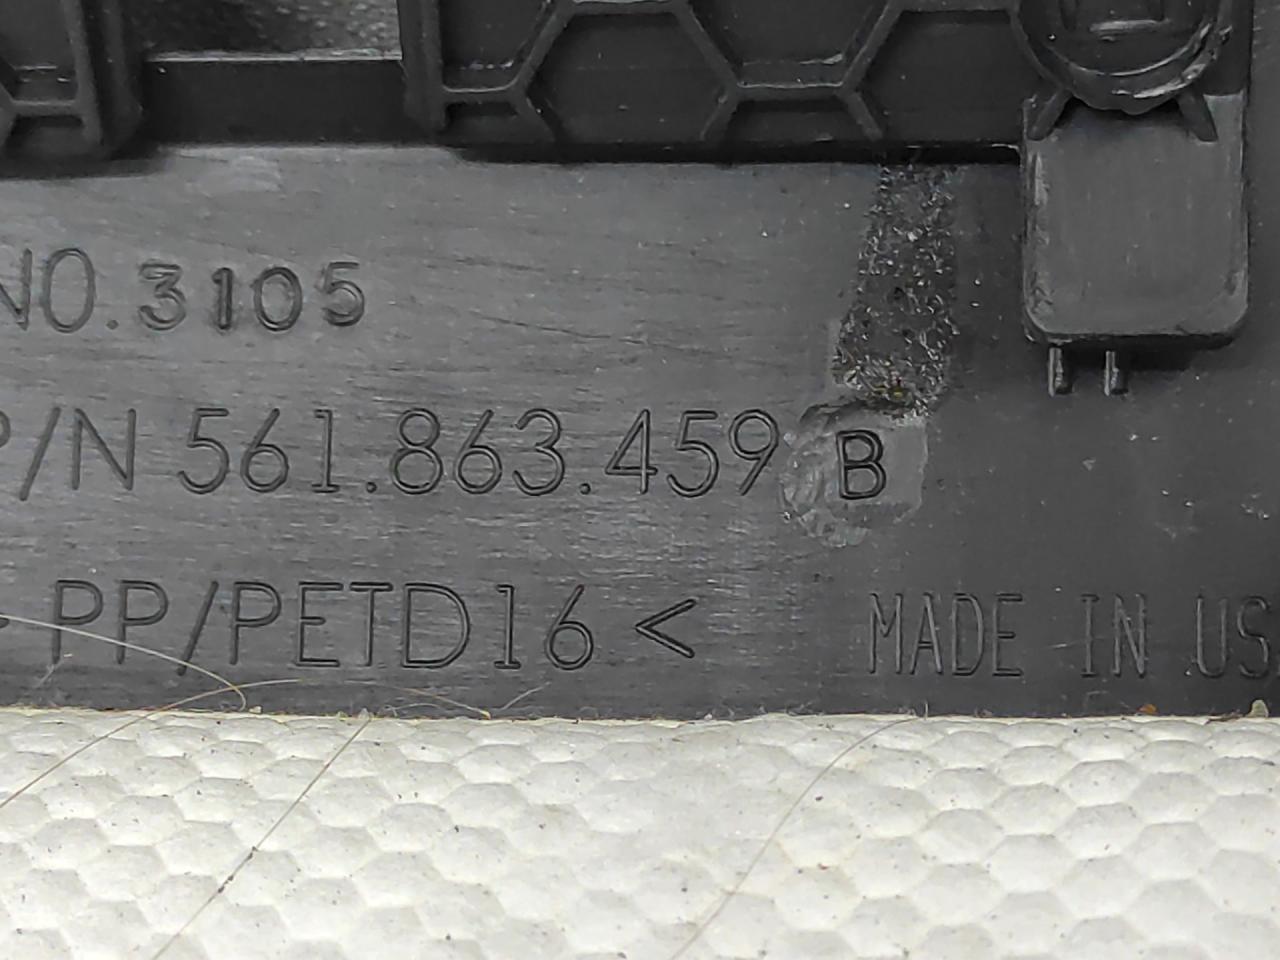 NO. 3105
P/N 561.863.459 B
PP/PETD16 <
MADE IN US